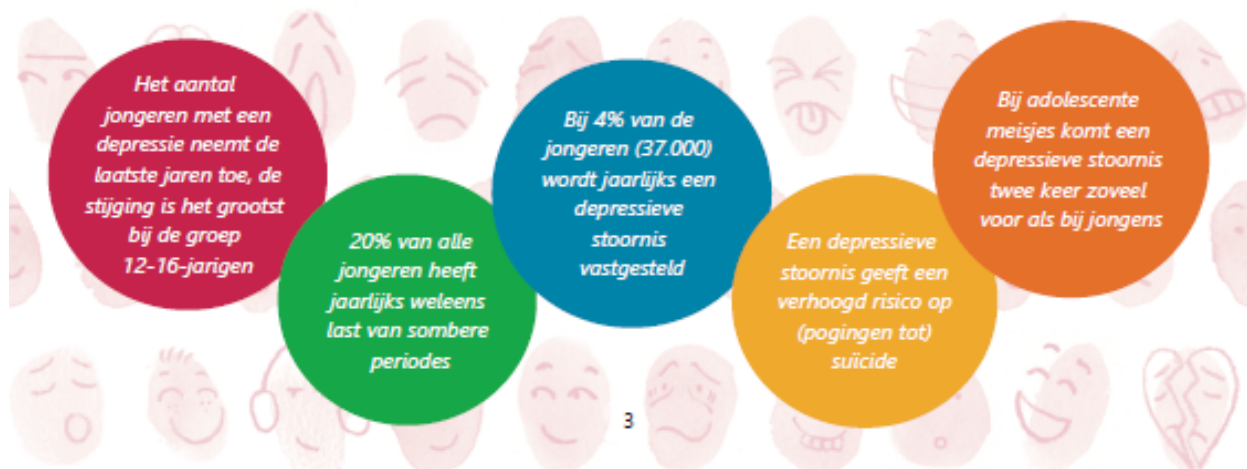 Het aantal
jongeren met een
depressie neemt de
laatste jaren toe, de
stijging is het grootst
bij de groep
12-16-jarigen
20% van alle
jongeren heeft
jaarlijks weleens
last van sombere
periodes
Bij 4% van de
jongeren (37.000)
wordt jaarlijks een
depressieve
stoornis
vastgesteld
Een depressieve
stoornis geeft een
verhoogd risico op
(pogingen tot)
suïcide
Bij adolescente
meisjes komt een
depressieve stoornis
twee keer zoveel
voor als bij jongens
3